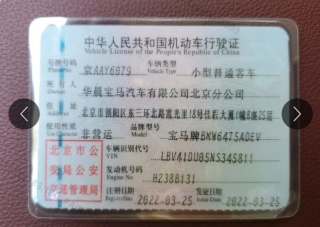 中华人民共和国机动车行驶证
Vehicle License of the People's Republic of China
号牌号码 京AAY6879 车辆类型 小型普通客车
Plate No. Vehicle Type
所有人 华晨宝马汽车有限公司北京分公司
Owner
住址 北京市朝阳区东三环北路霞光里18号佳程大厦
Address
使用性质 非营运 品牌型号 宝马牌BMW6475ADEV
Use Character Model
北京市公 车辆识别代号 LBV41DU05NS345811
VIN
安局公安 发动机号码 H2388131
Engine No.
交通管理局 注册日期 2022-03-25 发证日期 2022-03-25
Register Date Issue Date